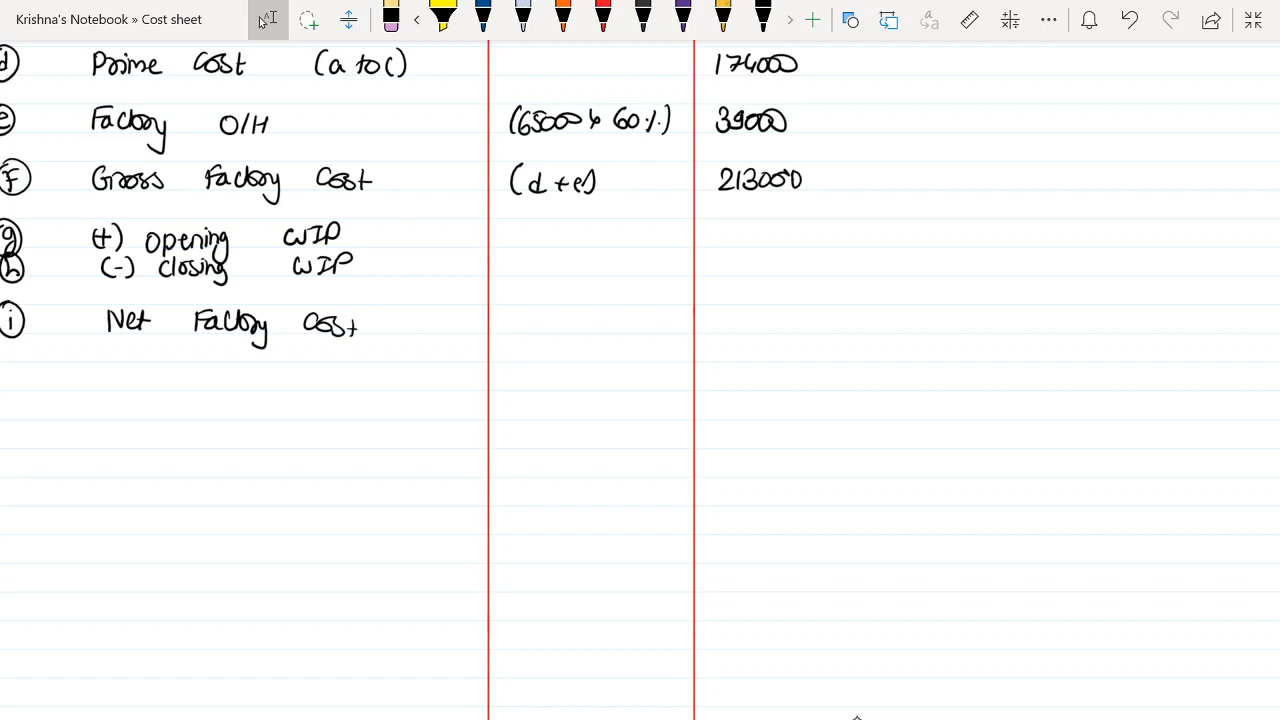 Krishna's Notebook » Cost sheet
d Prime Cost (a to c) 174000
e Factory O/H (65000 × 60%) 39000
F Gross Factory Cost (d + e) 213000
g (+) opening WIP
h (-) closing WIP
i Net Factory Cost